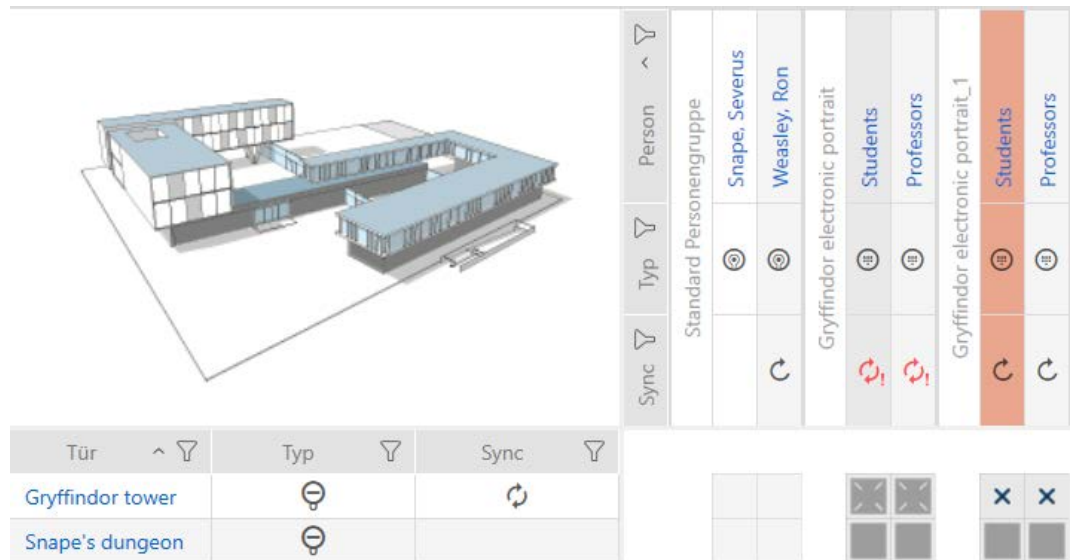 Person
Typ
Sync
Standard Personengruppe
Snape, Severus
Weasley, Ron
Gryffindor electronic portrait
Students
Professors
Gryffindor electronic portrait_1
Students
Professors
Tür Typ Sync
Gryffindor tower
Snape's dungeon